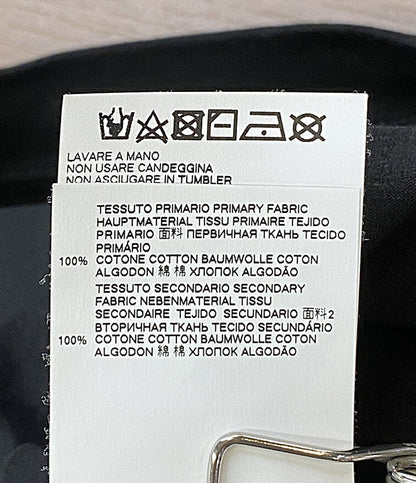 LAVARE A MANO
NON USARE CANDEGGINA
NON ASCIUGARE IN TUMBLER
TESSUTO PRIMARIO PRIMARY FABRIC
HAUPTMATERIAL TISSU PRIMAIRE TEJIDO
PRIMARIO 面料 ПЕРВИЧНАЯ ТКАНЬ TECIDO
PRIMÁRIO
100% COTONE COTTON BAUMWOLLE COTON
ALGODON 綿 棉 ХЛОПОК ALGODÃO
TESSUTO SECONDARIO SECONDARY
FABRIC NEBENMATERIAL TISSU
SECONDAIRE TEJIDO SECUNDARIO 面料2
ВТОРИЧНАЯ ТКАНЬ TECIDO SECUNDÁRIO
100% COTONE COTTON BAUMWOLLE COTON
ALGODON 綿 棉 ХЛОПОК ALGODÃO